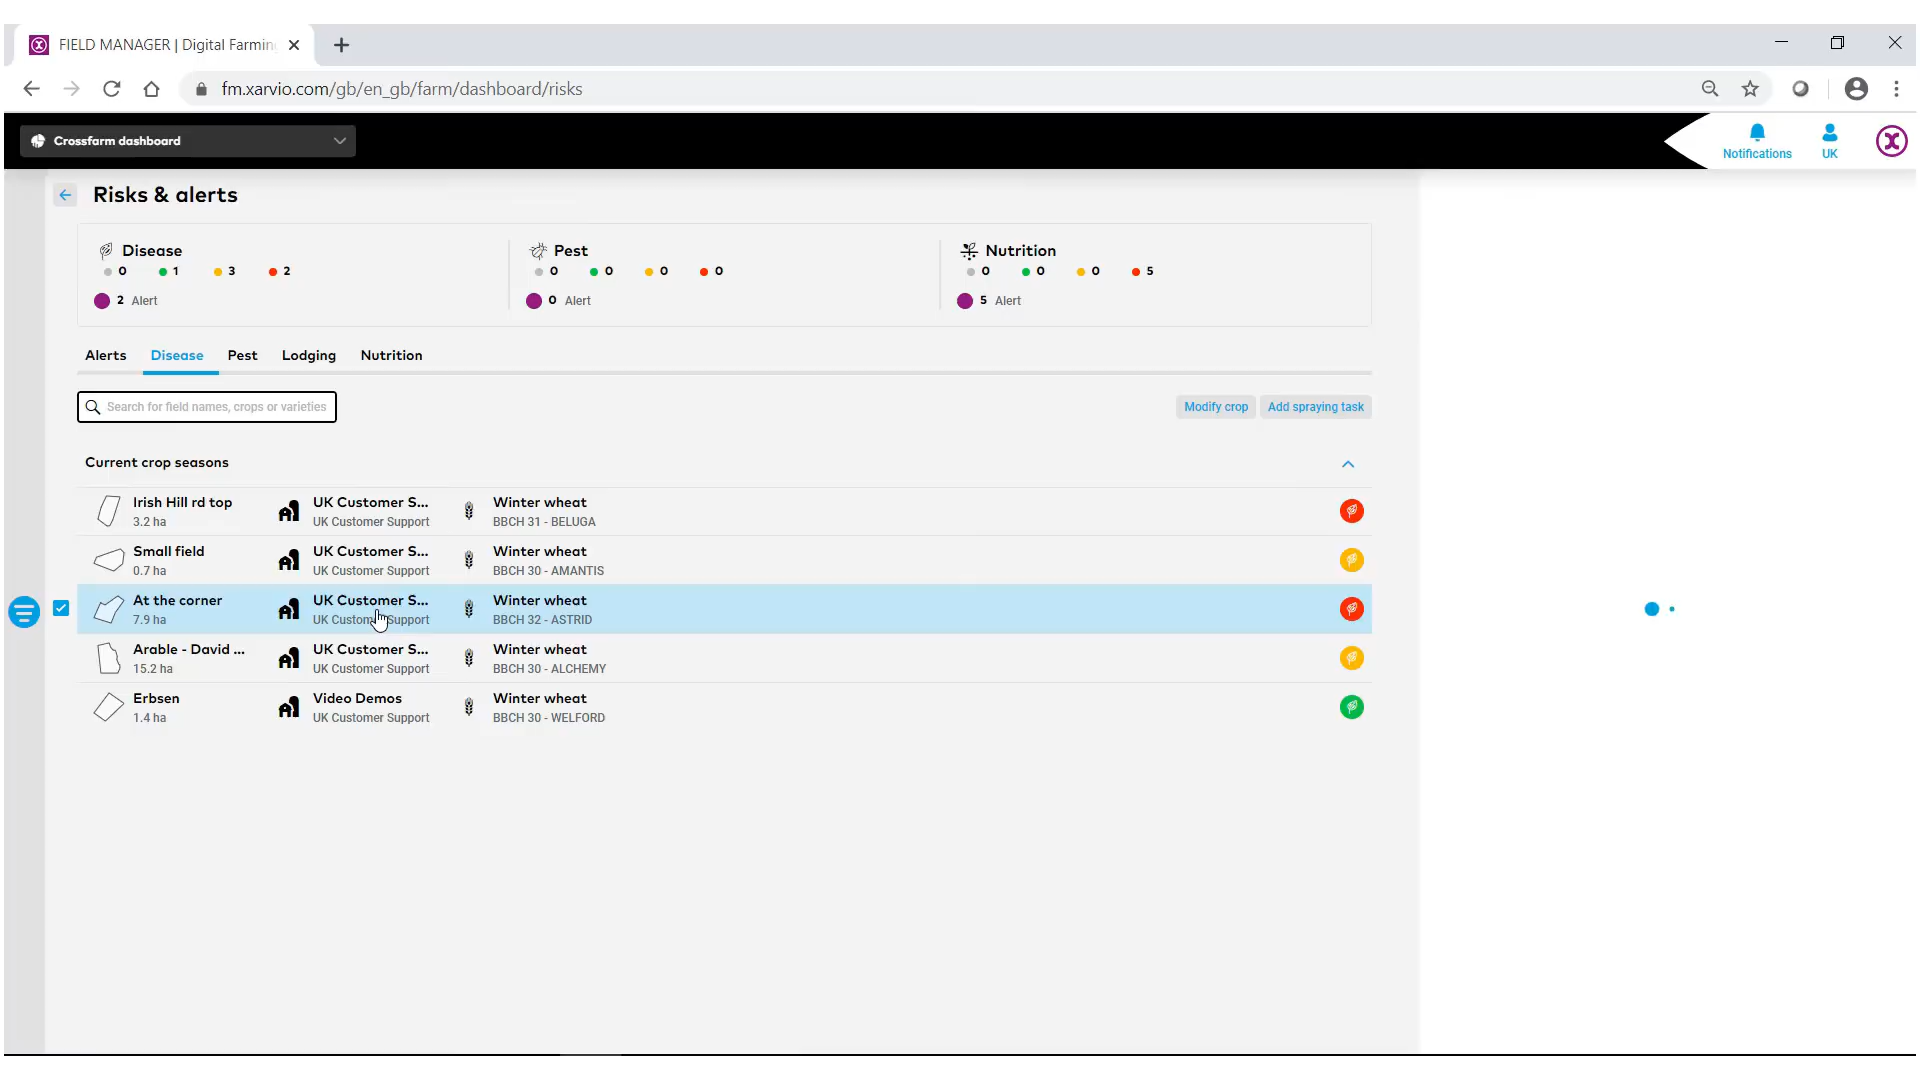 FIELD MANAGER | Digital Farmin
fm.xarvio.com/gb/en_gb/farm/dashboard/risks
Crossfarm dashboard
Notifications
UK
Risks & alerts
Disease
0 1 3 2
2 Alert
Pest
0 0 0 0
0 Alert
Nutrition
0 0 0 5
5 Alert
Alerts Disease Pest Lodging Nutrition
Search for field names, crops or varieties
Modify crop
Add spraying task
Current crop seasons
Irish Hill rd top UK Customer S... Winter wheat
3.2 ha UK Customer Support BBCH 31 - BELUGA
Small field UK Customer S... Winter wheat
0.7 ha UK Customer Support BBCH 30 - AMANTIS
At the corner UK Customer S... Winter wheat
7.9 ha UK Customer Support BBCH 32 - ASTRID
Arable - David ... UK Customer S... Winter wheat
15.2 ha UK Customer Support BBCH 30 - ALCHEMY
Erbsen Video Demos Winter wheat
1.4 ha UK Customer Support BBCH 30 - WELFORD